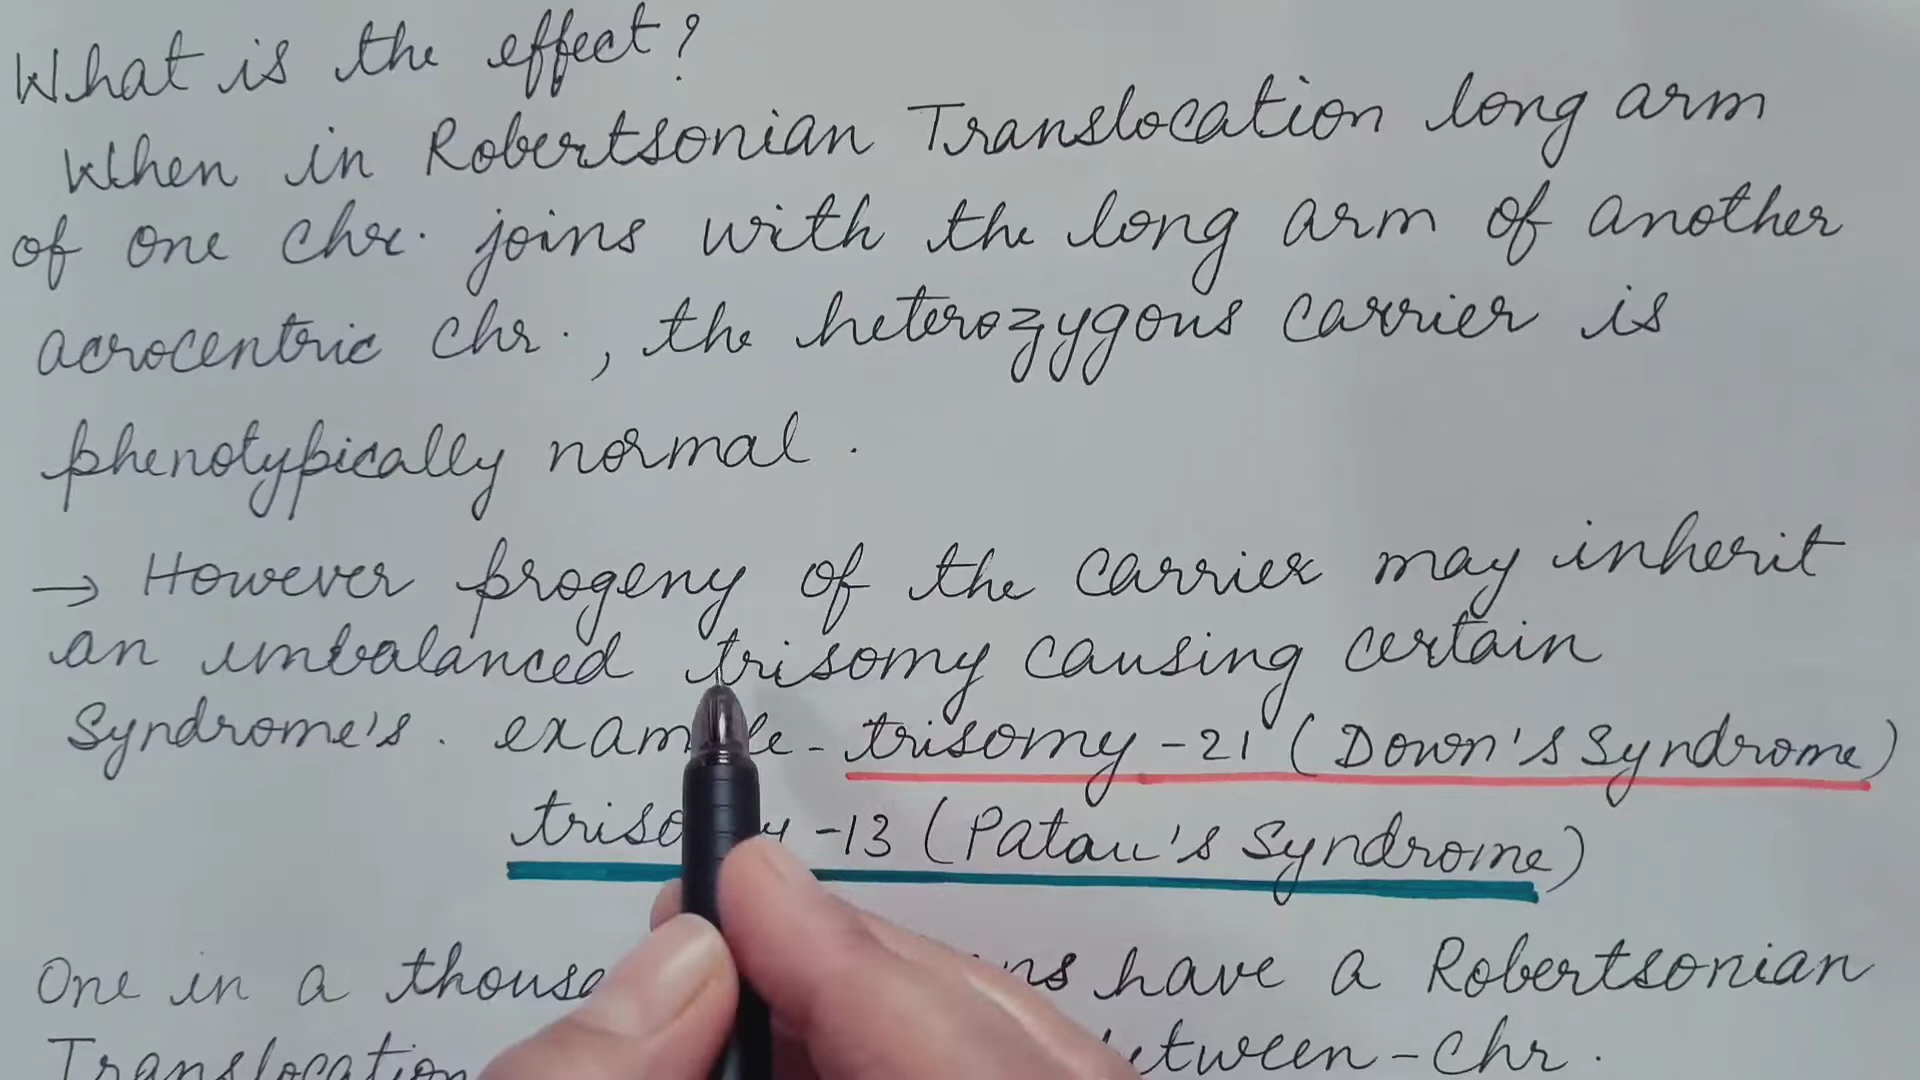 What is the effect?
When in Robertsonian Translocation long arm
of one chr. joins with the long arm of another
acrocentric chr., the heterozygous carrier is
phenotypically normal.
→ However progeny of the carrier may inherit
an unbalanced trisomy causing certain
Syndrome's. example - trisomy-21 (Down's Syndrome)
trisomy-13 (Patau's Syndrome)
One in a have a Robertsonian
Translocation between - chr.